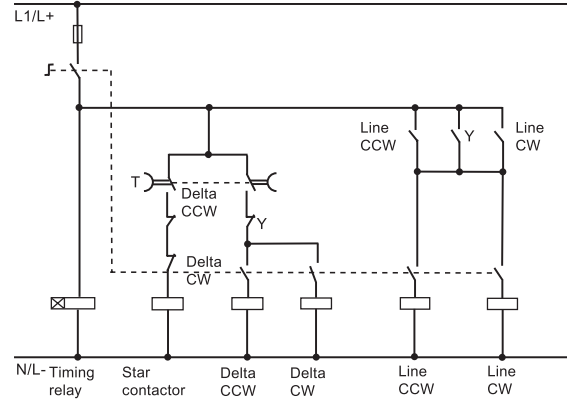 L1/L+
Line
CCW
Y
Line
CW
T
Delta
CCW
Y
Delta
CW
N/L-
Timing
relay
Star
contactor
Delta
CCW
Delta
CW
Line
CCW
Line
CW